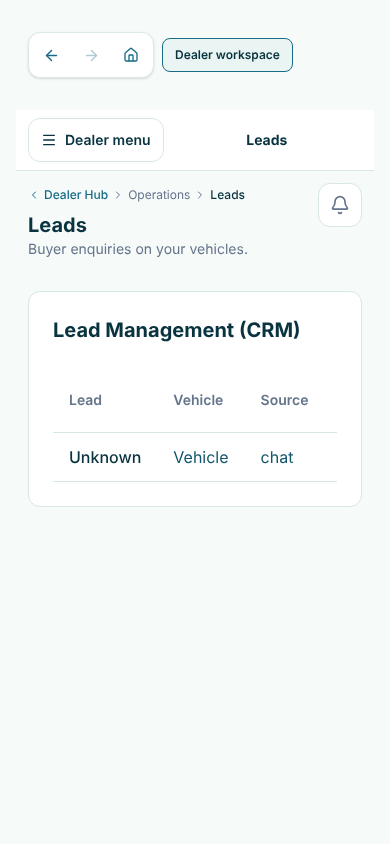 Dealer workspace
Dealer menu
Leads
Dealer Hub > Operations > Leads
Leads
Buyer enquiries on your vehicles.
Lead Management (CRM)
Lead Vehicle Source
Unknown Vehicle chat